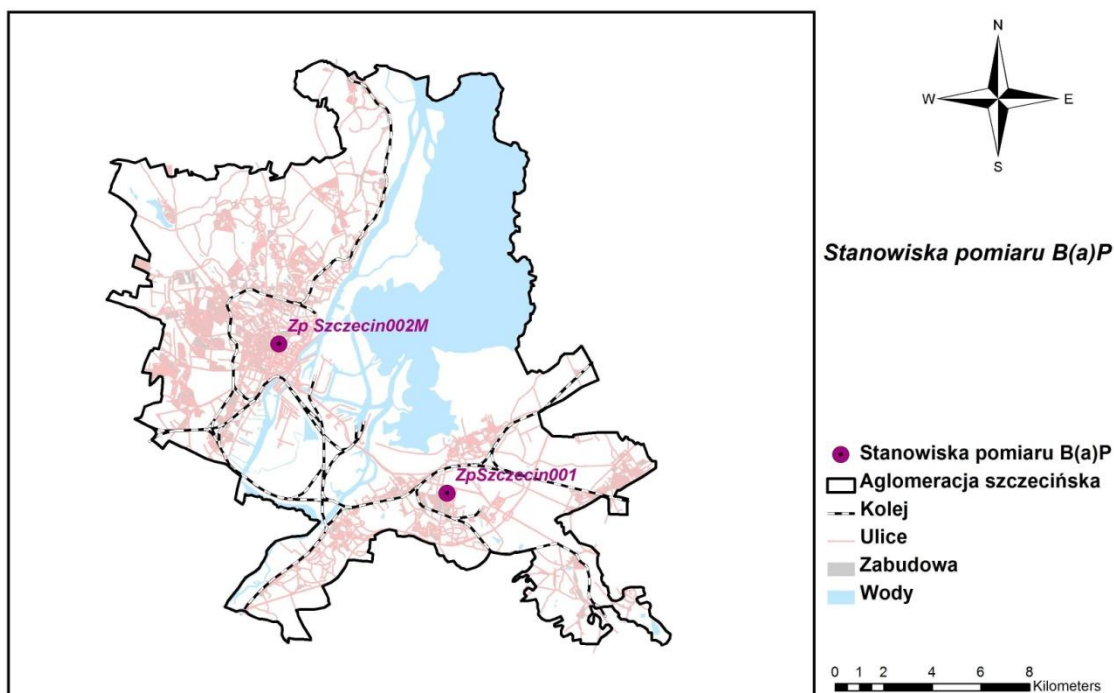 N
W E
S
Stanowiska pomiaru B(a)P
Zp Szczecin002M
ZpSzczecin001
Stanowiska pomiaru B(a)P
Aglomeracja szczecińska
Kolej
Ulice
Zabudowa
Wody
0 1 2 4 6 8
Kilometers